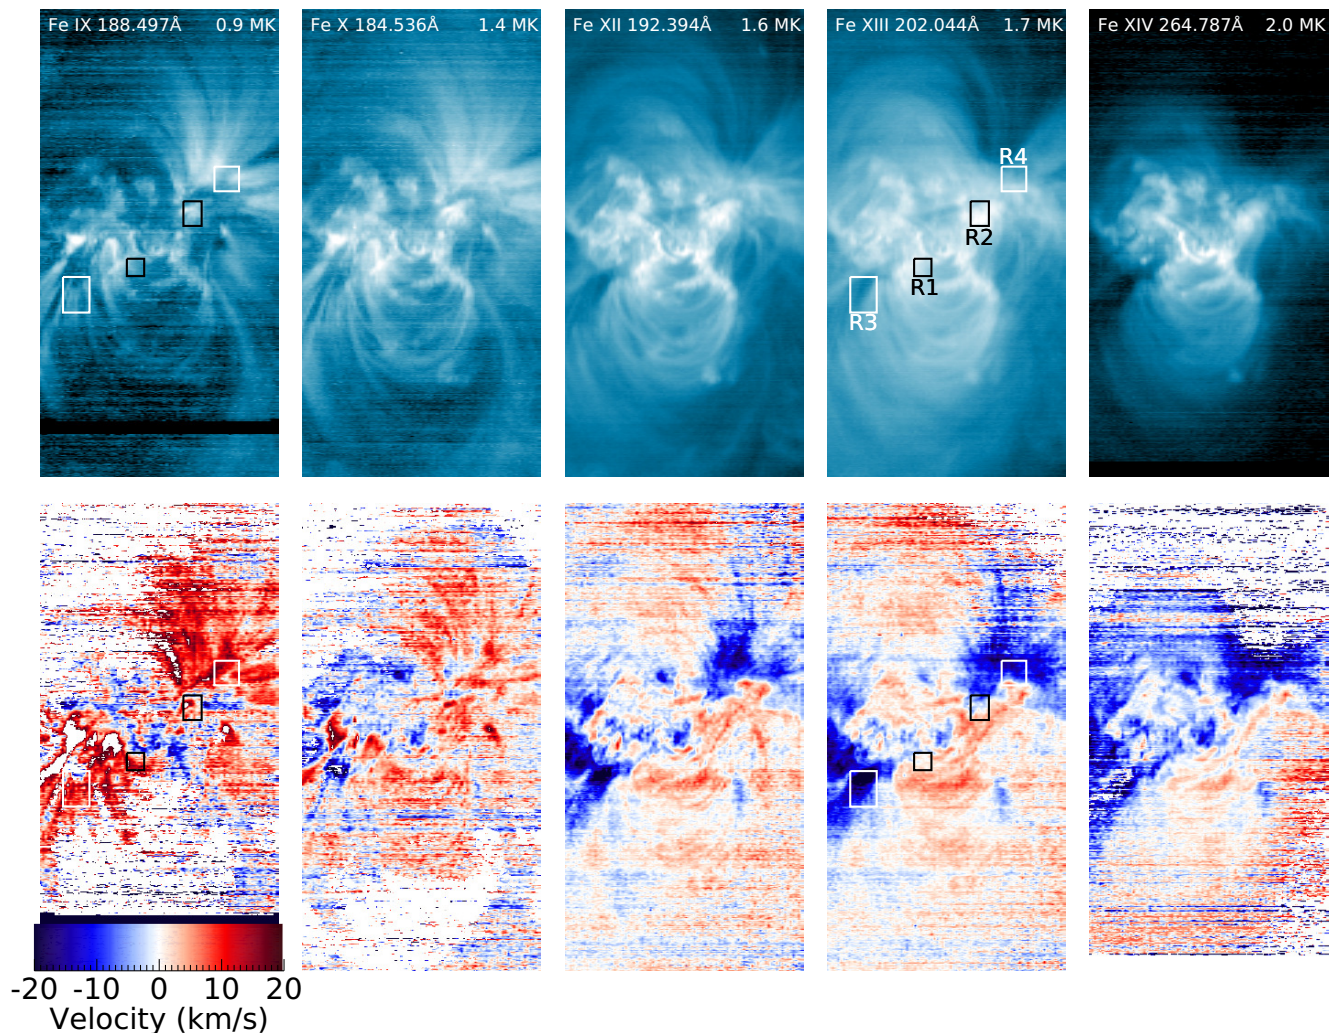 Fe IX 188.497Å 0.9 MK
Fe X 184.536Å 1.4 MK
Fe XII 192.394Å 1.6 MK
Fe XIII 202.044Å 1.7 MK
Fe XIV 264.787Å 2.0 MK
R4
R2
R1
R3
-20 -10 0 10 20
Velocity (km/s)